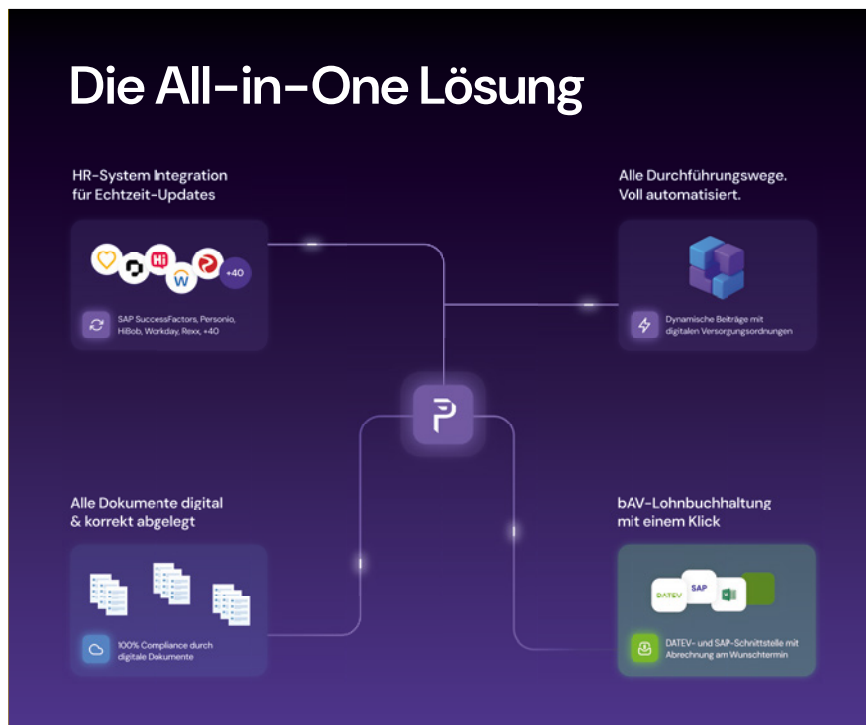 Die All-in-One Lösung
HR-System Integration
für Echtzeit-Updates
Hi
W
+40
SAP SuccessFactors, Personio,
HiBob, Workday, Rexx, +40
Alle Durchführungswege.
Voll automatisiert.
Dynamische Beiträge mit
digitalen Versorgungsordnungen
P
Alle Dokumente digital
& korrekt abgelegt
100% Compliance durch
digitale Dokumente
bAV-Lohnbuchhaltung
mit einem Klick
DATEV
SAP
DATEV- und SAP-Schnittstelle mit
Abrechnung am Wunschtermin